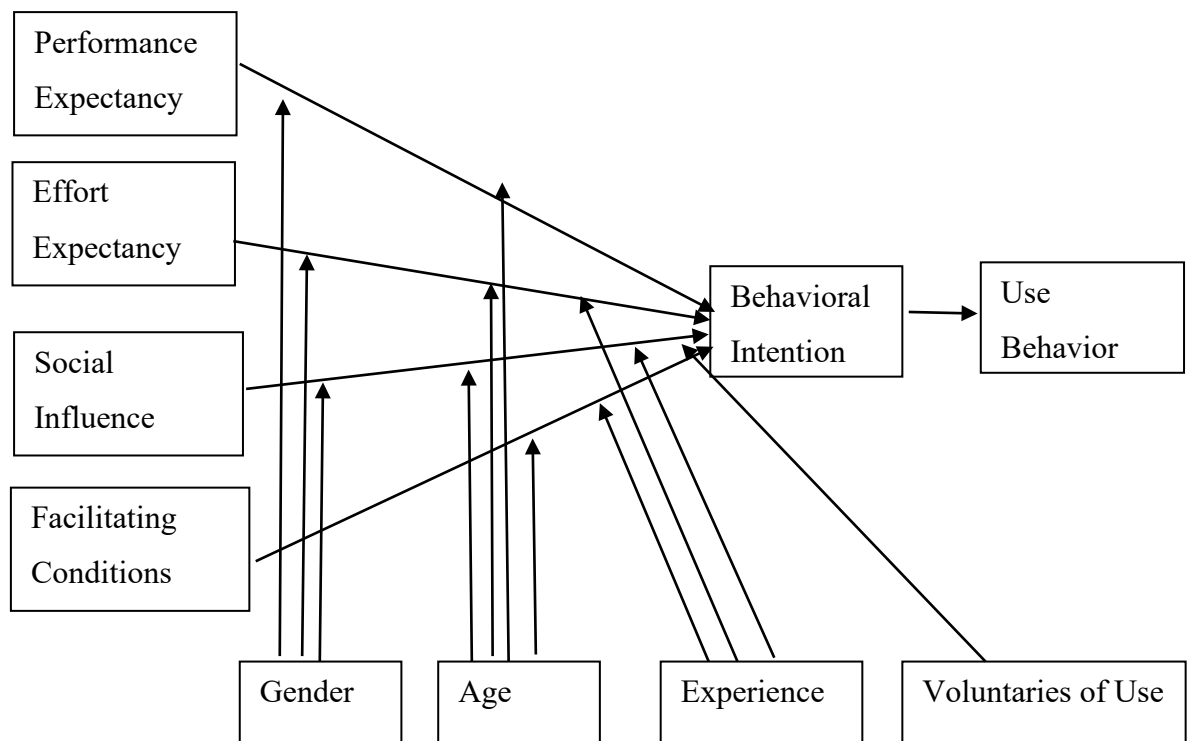 Performance
Expectancy
Effort
Expectancy
Social
Influence
Facilitating
Conditions
Behavioral
Intention
Use
Behavior
Gender
Age
Experience
Voluntaries of Use